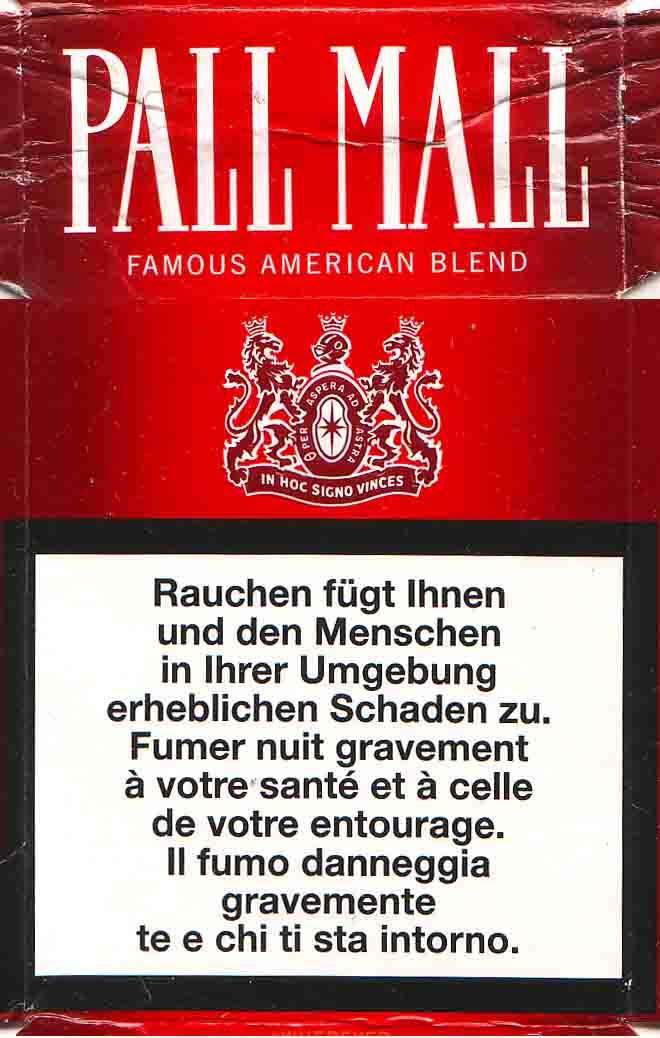 PALL MALL
FAMOUS AMERICAN BLEND
PER ASPERA AD ASTRA
IN HOC SIGNO VINCES
Rauchen fügt Ihnen
und den Menschen
in Ihrer Umgebung
erheblichen Schaden zu.
Fumer nuit gravement
à votre santé et à celle
de votre entourage.
Il fumo danneggia
gravemente
te e chi ti sta intorno.